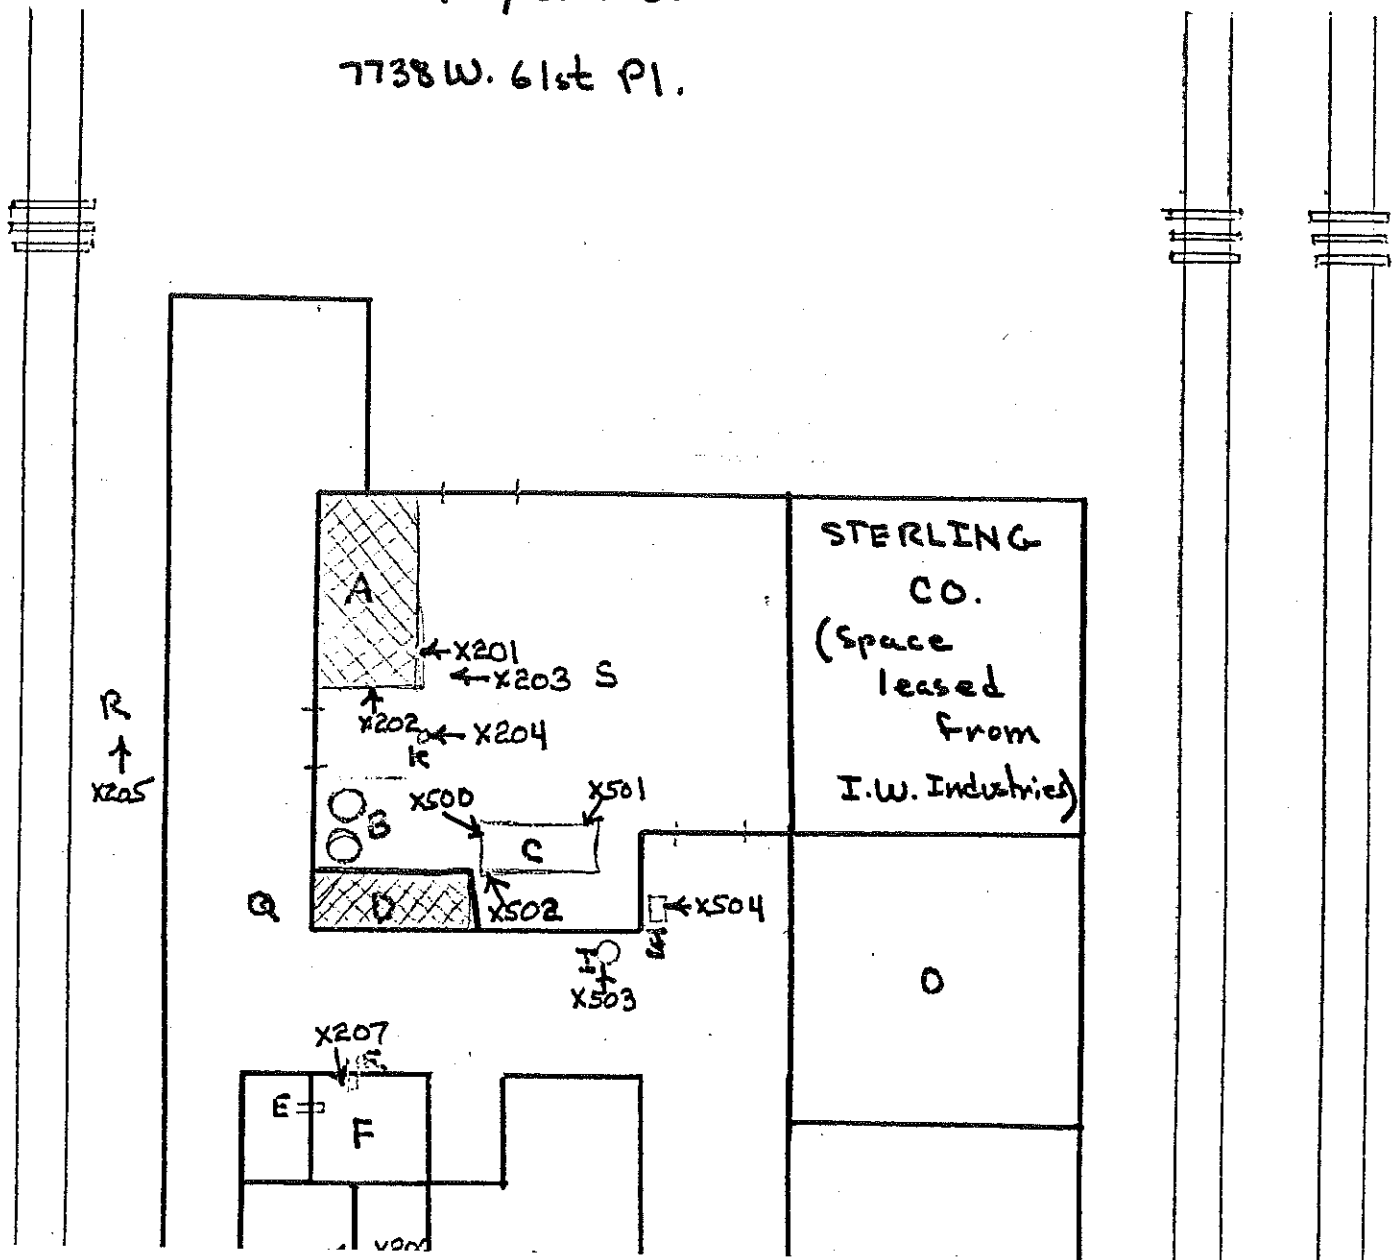 7738 W. 61st Pl.
STERLING
CO.
(Space
leased
from
I.W. Industries)
A
X201
X203 S
X202
X204
K
R
X205
X500
X501
B
C
D
Q
X502
X504
H
X503
O
X207
E
F